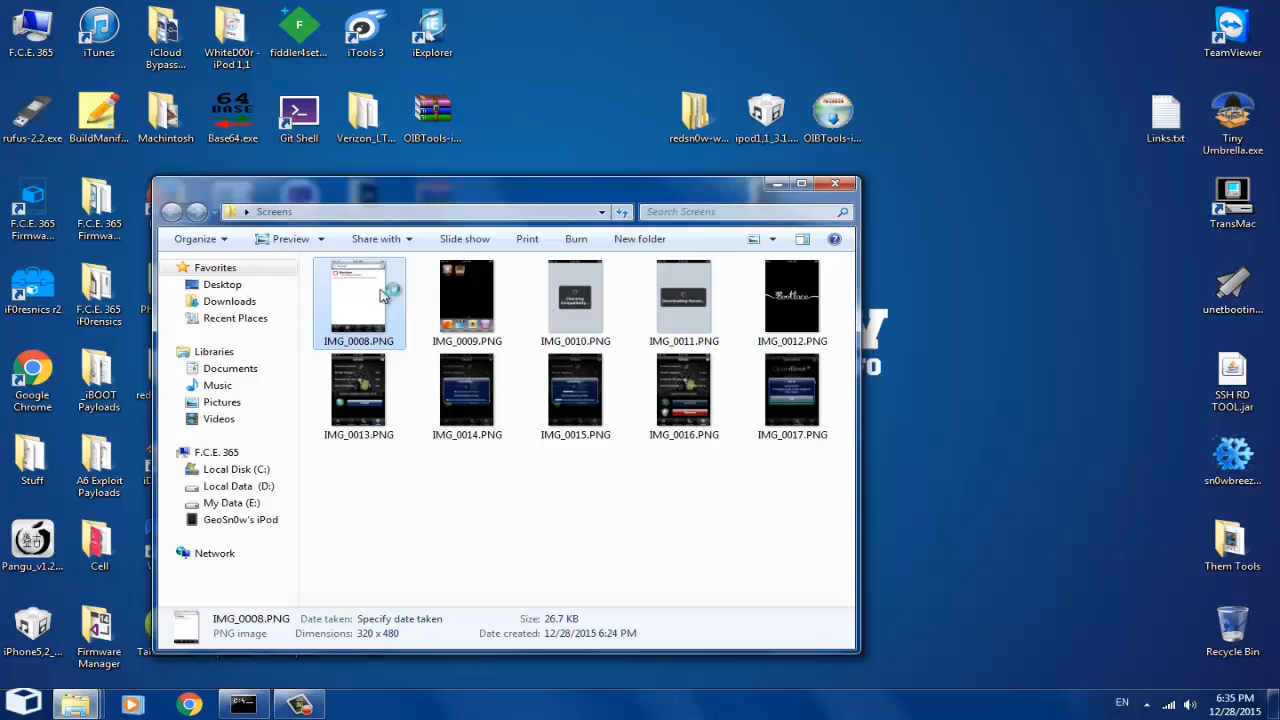 F.C.E. 365
iTunes
iCloud Bypass...
WhiteD00r - iPod 1,1
fiddler4set...
iTools 3
iExplorer
TeamViewer
rufus-2.2.exe
BuildManif...
Machintosh
64
BASE
Base64.exe
Git Shell
Verizon_LT...
OIBTools-i...
redsn0w-w...
ipod1,1_3.1....
OIBTools-i...
Links.txt
Tiny Umbrella.exe
F.C.E. 365 Firmwa...
F.C.E. 365 Firmwa...
TransMac
iF0resnics r2
F.C.E. 365 iF0rensics
unetbootin...
Google Chrome
_iBOOT Payloads
SSH RD TOOL.jar
Stuff
A6 Exploit Payloads
sn0wbreez...
Pangu_v1.2...
Cell
Them Tools
iPhone5,2_...
Firmware Manager
Recycle Bin
Screens
Search Screens
Organize
Preview
Share with
Slide show
Print
Burn
New folder
Favorites
Desktop
Downloads
Recent Places
Libraries
Documents
Music
Pictures
Videos
F.C.E. 365
Local Disk (C:)
Local Data (D:)
My Data (E:)
GeoSn0w's iPod
Network
IMG_0008.PNG
IMG_0009.PNG
IMG_0010.PNG
IMG_0011.PNG
Bootlace
IMG_0012.PNG
IMG_0013.PNG
IMG_0014.PNG
IMG_0015.PNG
IMG_0016.PNG
IMG_0017.PNG
IMG_0008.PNG
PNG image
Date taken: Specify date taken
Dimensions: 320 x 480
Size: 26.7 KB
Date created: 12/28/2015 6:24 PM
EN
6:35 PM
12/28/2015